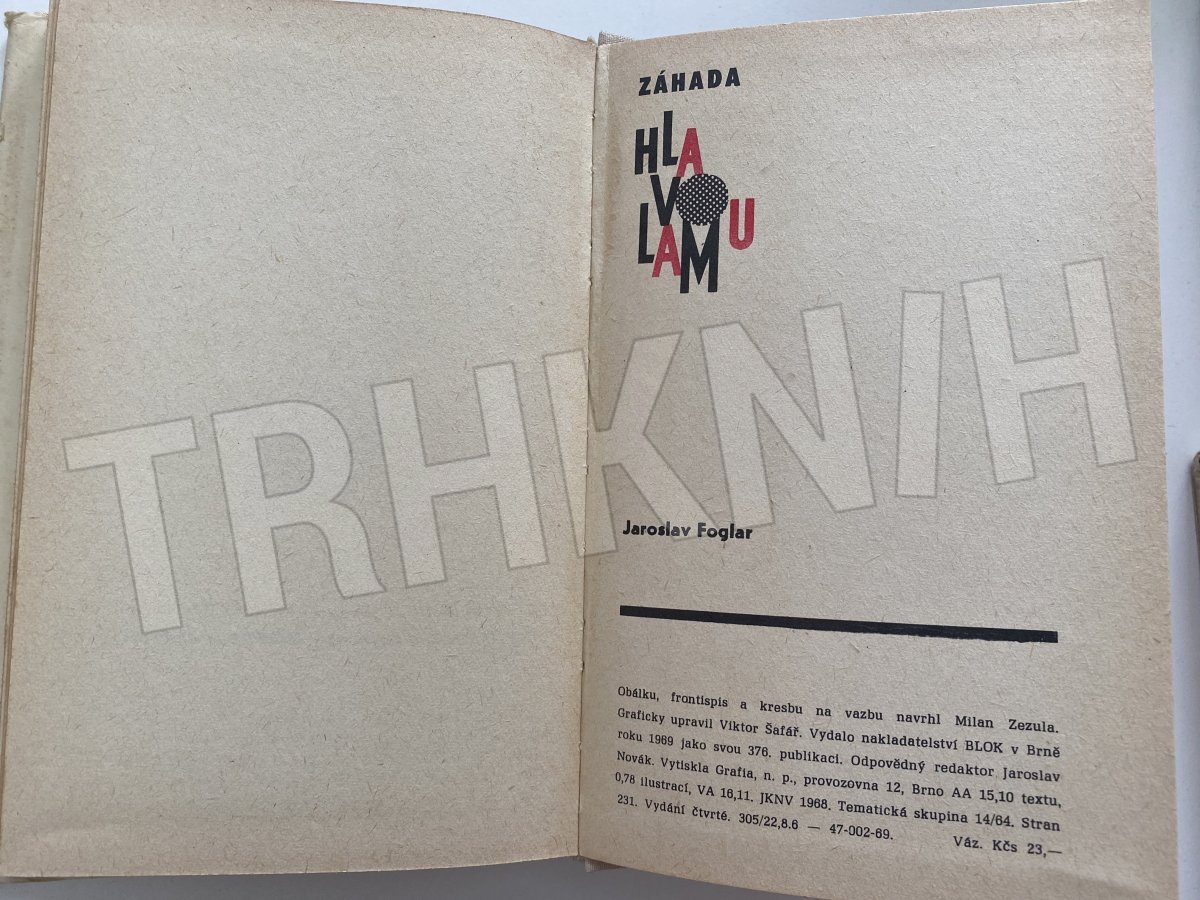 ZÁHADA
HLA
VO
LAMU
TRHKNIH
Jaroslav Foglar
Obálku, frontispis a kresbu na vazbu navrhl Milan Zezula.
Graficky upravil Viktor Šafář. Vydalo nakladatelství BLOK v Brně
roku 1969 jako svou 376. publikaci. Odpovědný redaktor Jaroslav
Novák. Vytiskla Grafia, n. p., provozovna 12, Brno AA 15,10 textu,
0,78 ilustrací, VA 16,11. JKNV 1968. Tematická skupina 14/64. Stran
231. Vydání čtvrté. 305/22,8.6 — 47-002-69. Váz. Kčs 23,—